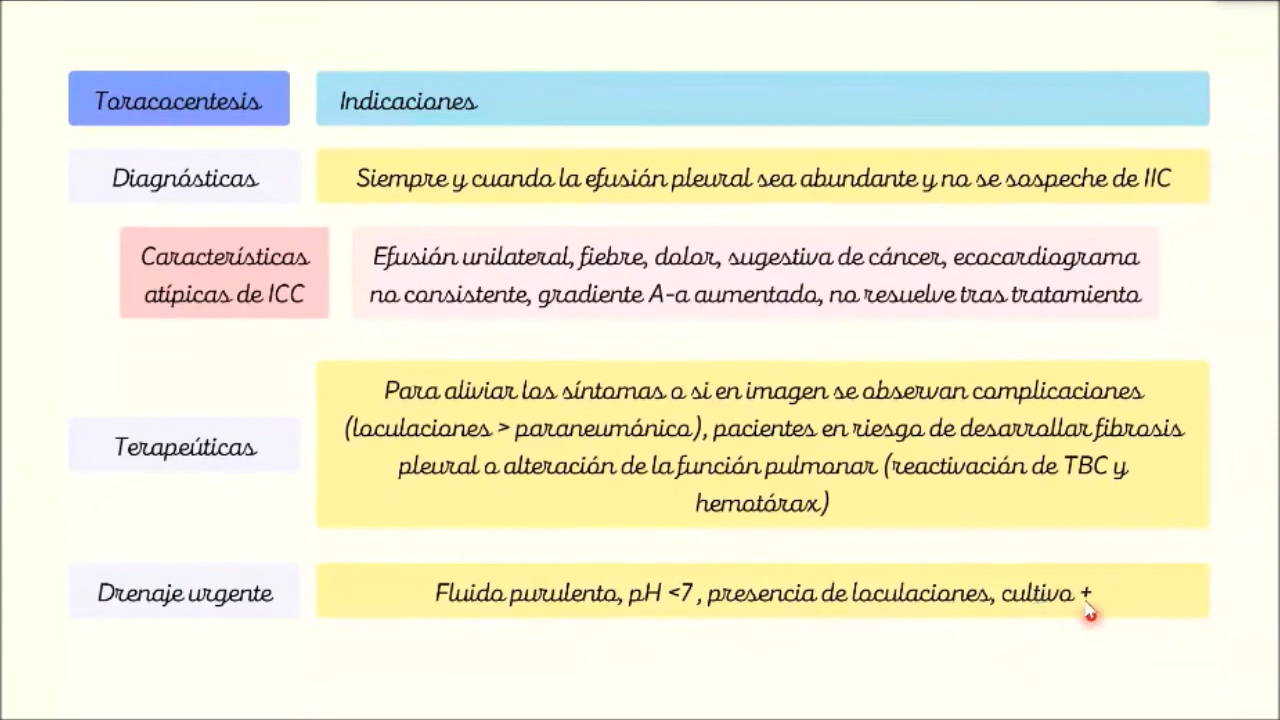 Toracocentesis
Indicaciones
Diagnósticas
Siempre y cuando la efusión pleural sea abundante y no se sospeche de IIC
Características
atípicas de ICC
Efusión unilateral, fiebre, dolor, sugestiva de cáncer, ecocardiograma
no consistente, gradiente A-a aumentado, no resuelve tras tratamiento
Terapeúticas
Para aliviar los síntomas o si en imagen se observan complicaciones
(loculaciones > paraneumónico), pacientes en riesgo de desarrollar fibrosis
pleural o alteración de la función pulmonar (reactivación de TBC y
hemotórax)
Drenaje urgente
Fluido purulento, pH <7 , presencia de loculaciones, cultivo +